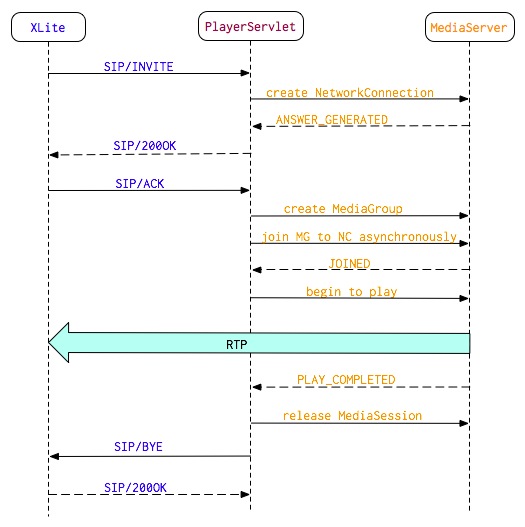 XLite
PlayerServlet
MediaServer
SIP/INVITE
create NetworkConnection
ANSWER_GENERATED
SIP/200OK
SIP/ACK
create MediaGroup
join MG to NC asynchronously
JOINED
begin to play
RTP
PLAY_COMPLETED
release MediaSession
SIP/BYE
SIP/200OK